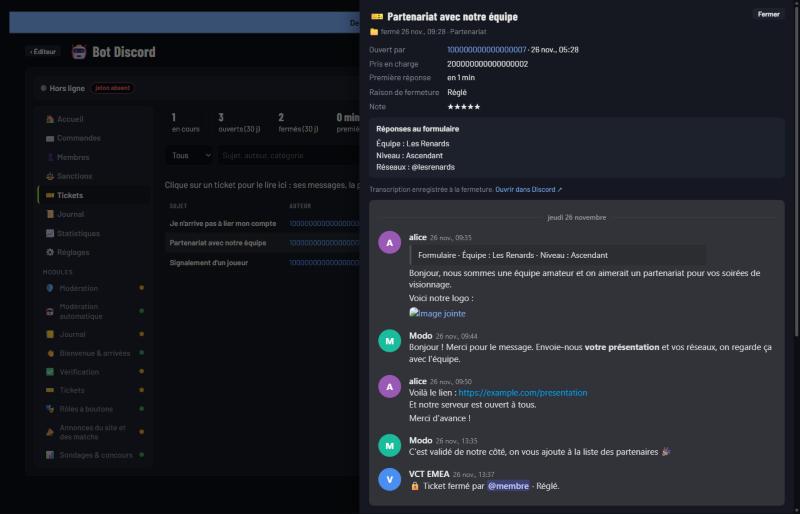 De
‹ Éditeur
Bot Discord
Hors ligne
jeton absent
Accueil
Commandes
Membres
Sanctions
Tickets
Journal
Statistiques
Réglages
MODULES
Modération
Modération
automatique
Journal
Bienvenue & arrivées
Vérification
Tickets
Rôles à boutons
Annonces du site et
des matchs
Sondages & concours
1
en cours
3
ouverts (30 j)
2
fermés (30 j)
0 min
premiè
Tous
Sujet, auteur, catégorie
Clique sur un ticket pour le lire ici : ses messages, la p
SUJET
AUTEUR
Je n'arrive pas à lier mon compte
Partenariat avec notre équipe
Signalement d'un joueur
Partenariat avec notre équipe
Fermer
fermé 26 nov., 09:28 · Partenariat
Ouvert par
100000000000000007 · 26 nov., 05:28
Pris en charge
200000000000000002
Première réponse
en 1 min
Raison de fermeture
Réglé
Note
★★★★★
Réponses au formulaire
Équipe : Les Renards
Niveau : Ascendant
Réseaux : @lesrenards
Transcription enregistrée à la fermeture. Ouvrir dans Discord ↗
jeudi 26 novembre
A
alice 26 nov., 09:35
Formulaire · Équipe : Les Renards · Niveau : Ascendant
Bonjour, nous sommes une équipe amateur et on aimerait un partenariat pour vos soirées de
visionnage.
Voici notre logo :
Image jointe
M
Modo 26 nov., 09:44
Bonjour ! Merci pour le message. Envoie-nous votre présentation et vos réseaux, on regarde ça
avec l'équipe.
A
alice 26 nov., 09:50
Voilà le lien : https://example.com/presentation
Et notre serveur est ouvert à tous.
Merci d'avance !
M
Modo 26 nov., 13:35
C'est validé de notre côté, on vous ajoute à la liste des partenaires 🎉
V
VCT EMEA 26 nov., 13:37
🔒 Ticket fermé par @membre · Réglé.